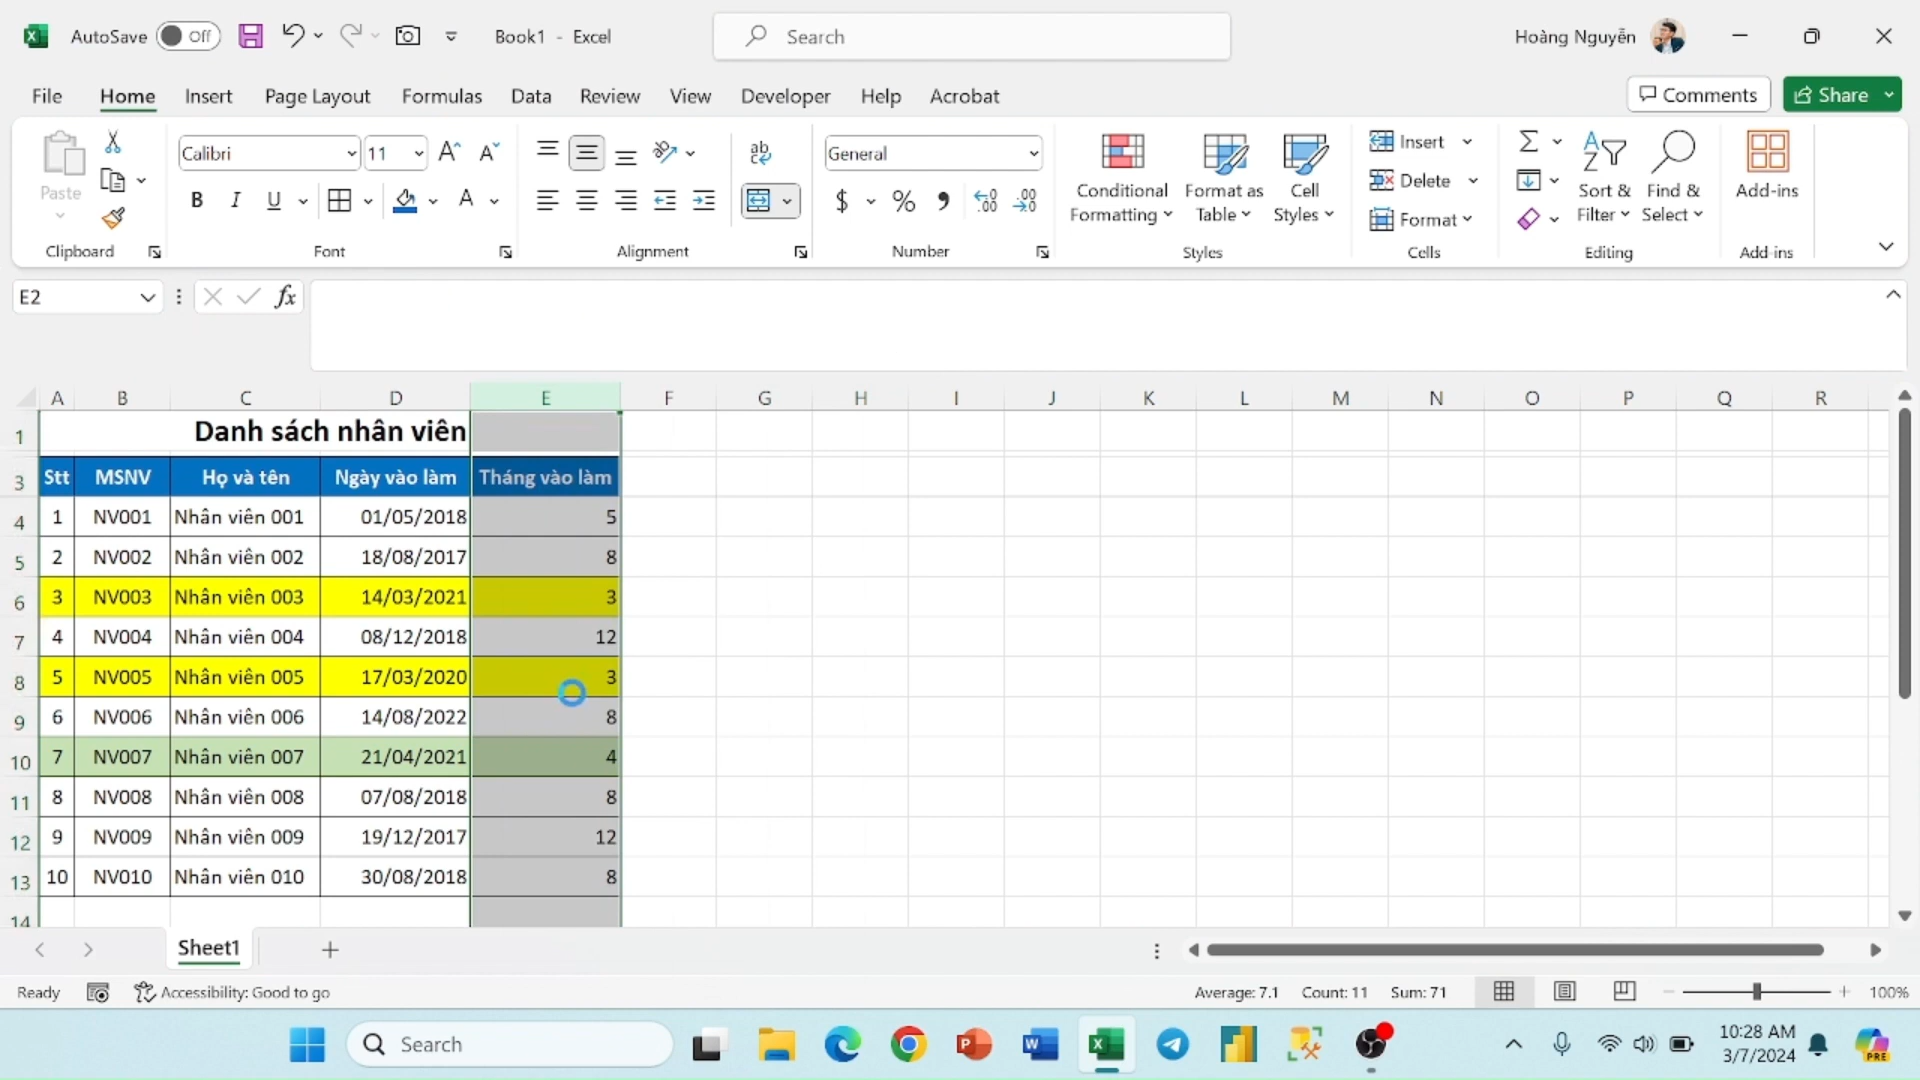 AutoSave Off Book1 - Excel Search Hoàng Nguyễn
File Home Insert Page Layout Formulas Data Review View Developer Help Acrobat Comments Share
Calibri 11 General
Paste
B I U A
Conditional Formatting
Format as Table
Cell Styles
Insert
Delete
Format
Sort & Filter
Find & Select
Add-ins
Clipboard Font Alignment Number Styles Cells Editing Add-ins
E2 fx
A B C D E F G H I J K L M N O P Q R
1 Danh sách nhân viên
3 Stt MSNV Họ và tên Ngày vào làm Tháng vào làm
4 1 NV001 Nhân viên 001 01/05/2018 5
5 2 NV002 Nhân viên 002 18/08/2017 8
6 3 NV003 Nhân viên 003 14/03/2021 3
7 4 NV004 Nhân viên 004 08/12/2018 12
8 5 NV005 Nhân viên 005 17/03/2020 3
9 6 NV006 Nhân viên 006 14/08/2022 8
10 7 NV007 Nhân viên 007 21/04/2021 4
11 8 NV008 Nhân viên 008 07/08/2018 8
12 9 NV009 Nhân viên 009 19/12/2017 12
13 10 NV010 Nhân viên 010 30/08/2018 8
14
Sheet1
Ready Accessibility: Good to go Average: 7.1 Count: 11 Sum: 71 100%
Search 10:28 AM
3/7/2024
PRE